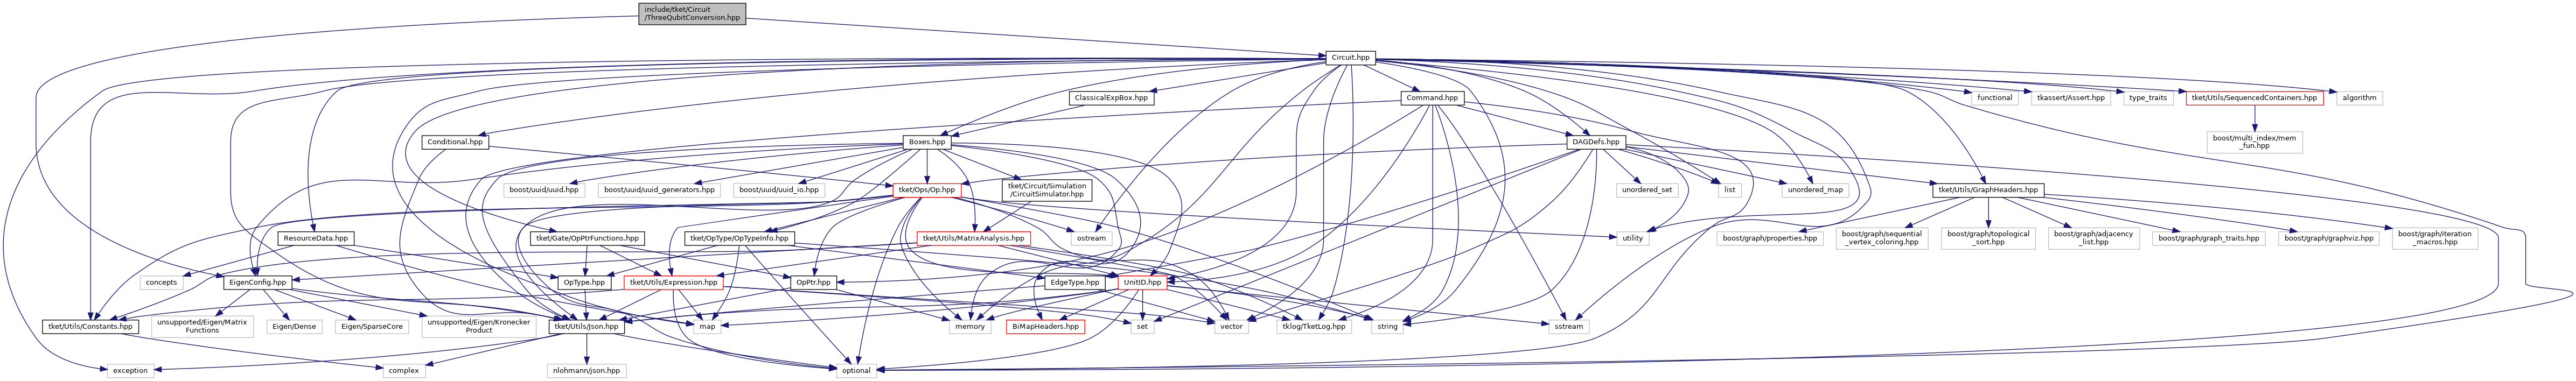 include/tket/Circuit
/ThreeQubitConversion.hpp
Circuit.hpp
ClassicalExpBox.hpp
Command.hpp
functional
tkassert/Assert.hpp
type_traits
tket/Utils/SequencedContainers.hpp
algorithm
Conditional.hpp
Boxes.hpp
DAGDefs.hpp
boost/multi_index/mem
_fun.hpp
boost/uuid/uuid.hpp
boost/uuid/uuid_generators.hpp
boost/uuid/uuid_io.hpp
tket/Ops/Op.hpp
tket/Circuit/Simulation
/CircuitSimulator.hpp
unordered_set
list
unordered_map
tket/Utils/GraphHeaders.hpp
ResourceData.hpp
tket/Gate/OpPtrFunctions.hpp
tket/OpType/OpTypeInfo.hpp
tket/Utils/MatrixAnalysis.hpp
ostream
utility
boost/graph/properties.hpp
boost/graph/sequential
_vertex_coloring.hpp
boost/graph/topological
_sort.hpp
boost/graph/adjacency
_list.hpp
boost/graph/graph_traits.hpp
boost/graph/graphviz.hpp
boost/graph/iteration
_macros.hpp
concepts
EigenConfig.hpp
OpType.hpp
tket/Utils/Expression.hpp
OpPtr.hpp
EdgeType.hpp
UnitID.hpp
tket/Utils/Constants.hpp
unsupported/Eigen/Matrix
Functions
Eigen/Dense
Eigen/SparseCore
unsupported/Eigen/Kronecker
Product
tket/Utils/Json.hpp
map
memory
BiMapHeaders.hpp
set
vector
tklog/TketLog.hpp
string
sstream
exception
complex
nlohmann/json.hpp
optional